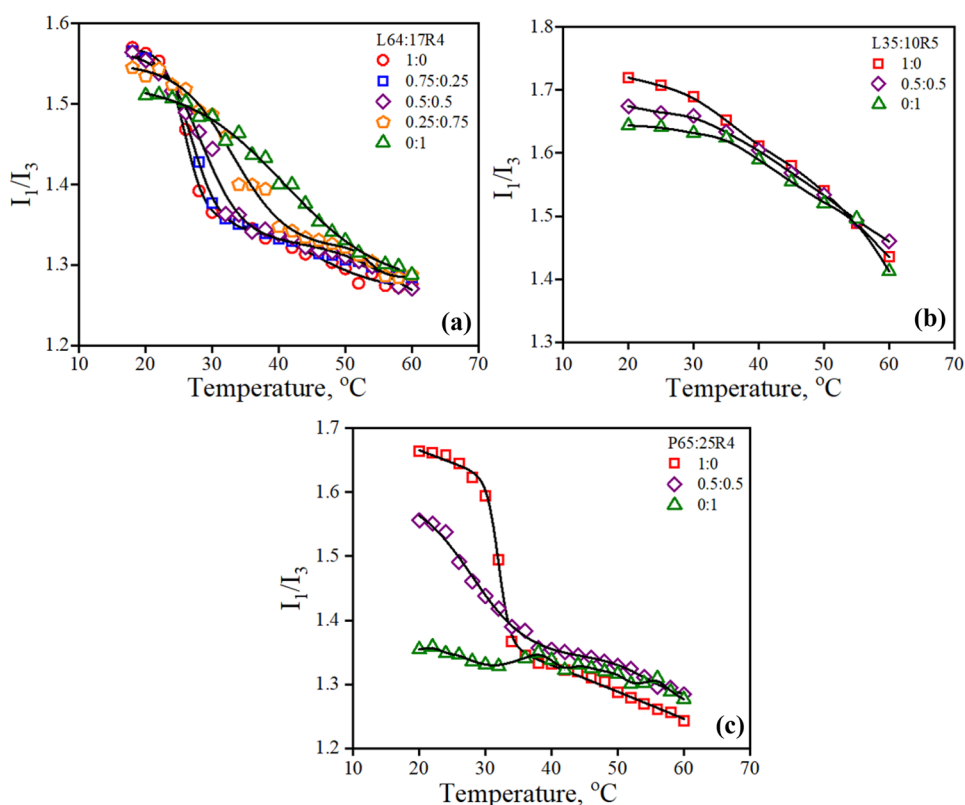 1.6
1.5
1.4
1.3
1.2
I₁/I₃
L64:17R4
1:0
0.75:0.25
0.5:0.5
0.25:0.75
0:1
(a)
10 20 30 40 50 60 70
Temperature, °C
1.8
1.7
1.6
1.5
1.4
1.3
I₁/I₃
L35:10R5
1:0
0.5:0.5
0:1
(b)
10 20 30 40 50 60 70
Temperature, °C
1.7
1.6
1.5
1.4
1.3
1.2
I₁/I₃
P65:25R4
1:0
0.5:0.5
0:1
(c)
10 20 30 40 50 60 70
Temperature, °C